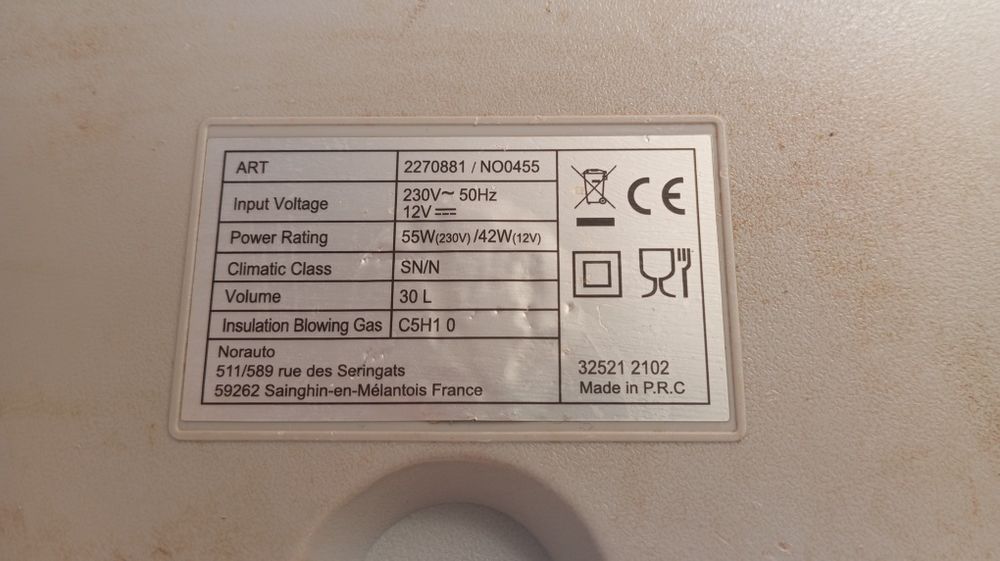 ART 2270881 / NO0455
Input Voltage 230V~ 50Hz
12V⎓
Power Rating 55W(230V) /42W(12V)
Climatic Class SN/N
Volume 30 L
Insulation Blowing Gas C5H1 0
Norauto
511/589 rue des Seringats
59262 Sainghin-en-Mélantois France
CE
32521 2102
Made in P.R.C